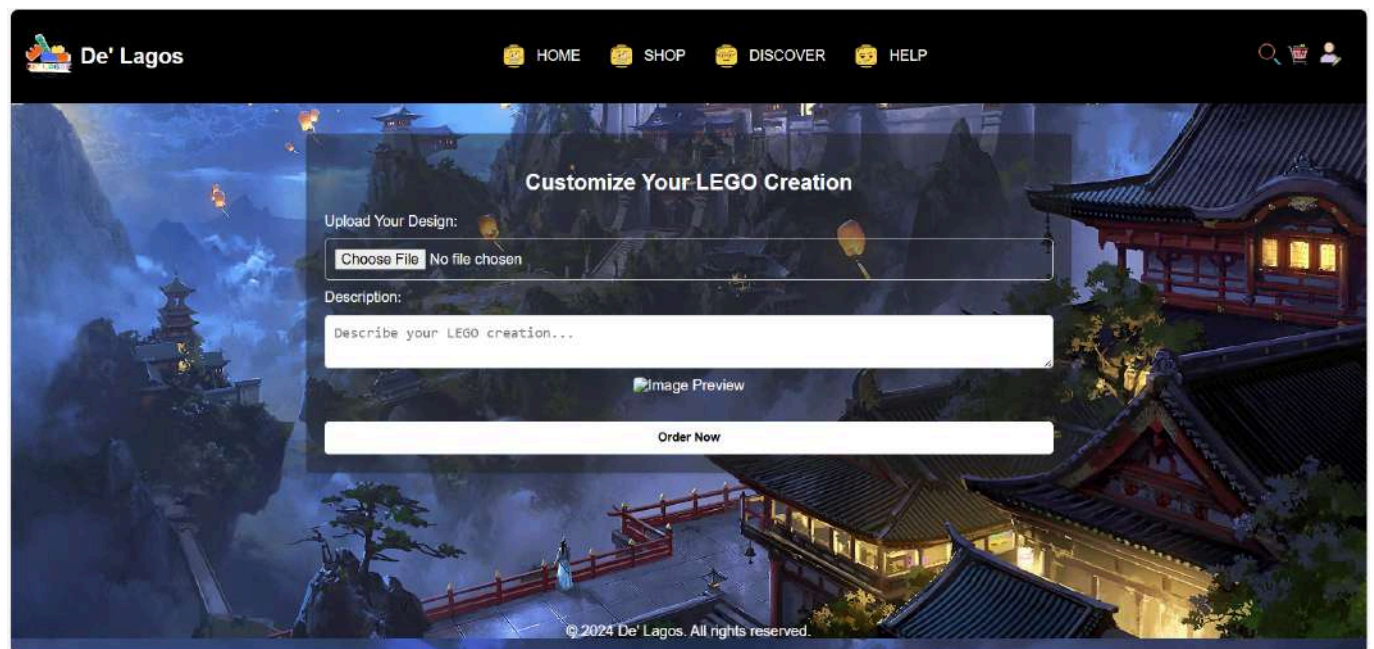 De' Lagos
HOME SHOP DISCOVER HELP
Customize Your LEGO Creation
Upload Your Design:
Choose File No file chosen
Description:
Describe your LEGO creation...
Image Preview
Order Now
© 2024 De' Lagos. All rights reserved.